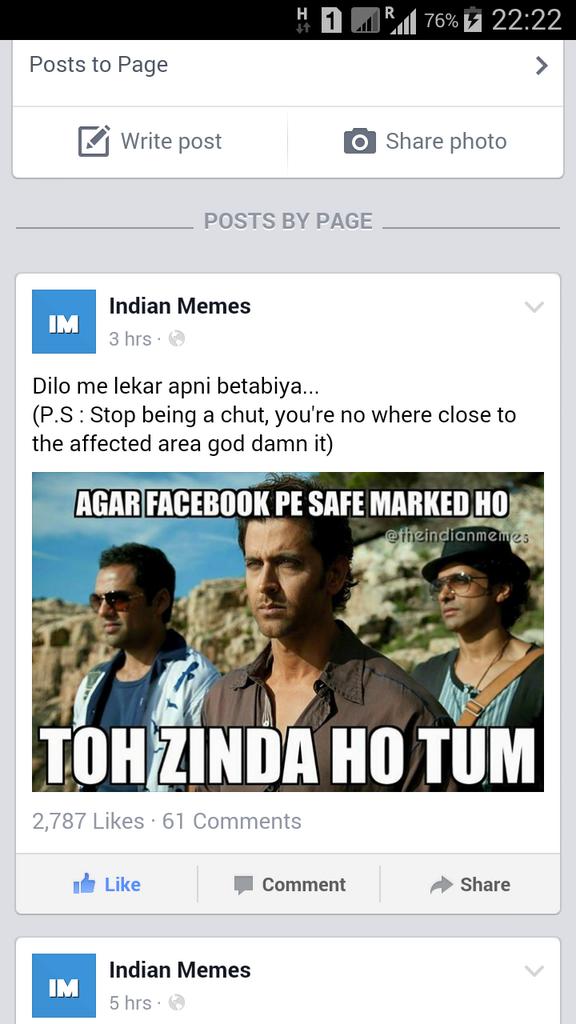 H 1 R 76% 22:22
Posts to Page
Write post Share photo
POSTS BY PAGE
IM Indian Memes
3 hrs ·
Dilo me lekar apni betabiya...
(P.S : Stop being a chut, you're no where close to
the affected area god damn it)
AGAR FACEBOOK PE SAFE MARKED HO
@theindianmemes
TOH ZINDA HO TUM
2,787 Likes · 61 Comments
Like Comment Share
IM Indian Memes
5 hrs ·